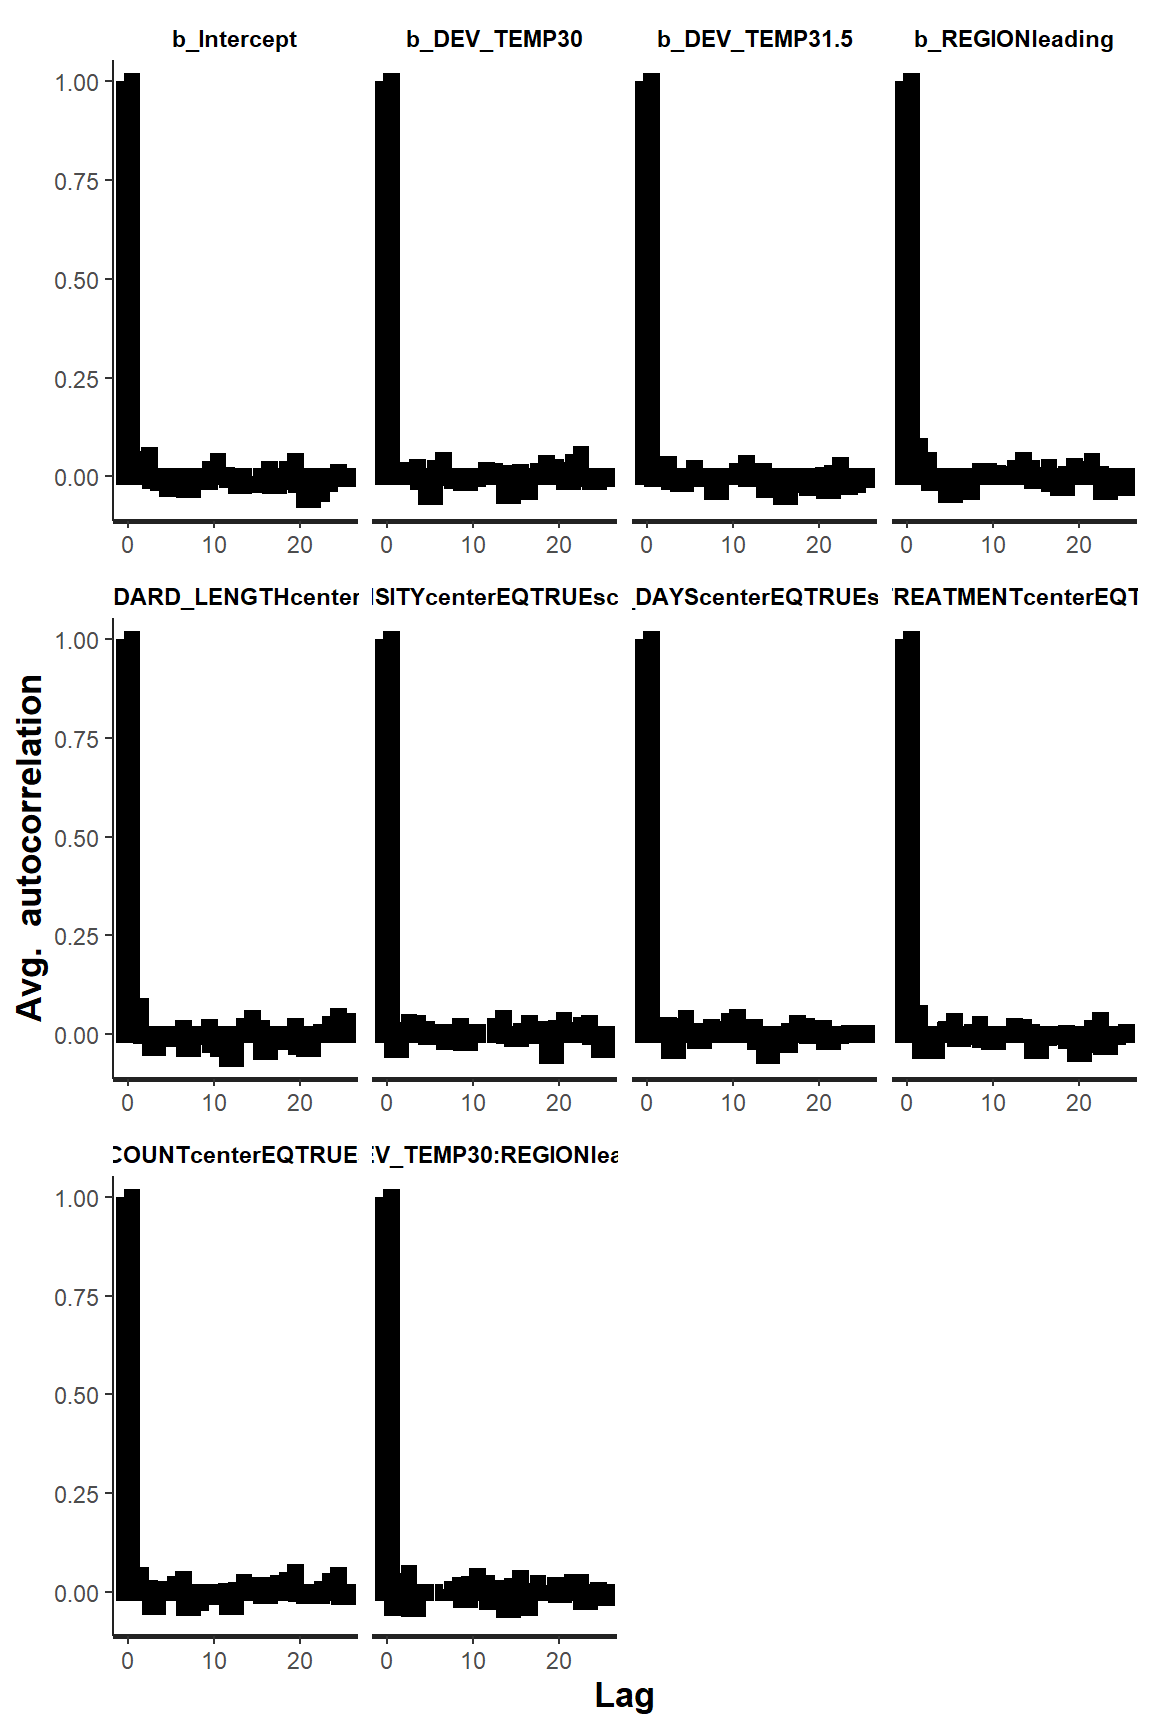 b_Intercept b_DEV_TEMP30 b_DEV_TEMP31.5 b_REGIONleading
1.00
0.75
0.50
0.25
0.00
0 10 20 0 10 20 0 10 20 0 10 20
DARD_LENGTHcenter ISITYcenterEQTRUEsc _DAYScenterEQTRUEs REATMENTcenterEQT
1.00
0.75
0.50
0.25
0.00
0 10 20 0 10 20 0 10 20 0 10 20
COUNTcenterEQTRUE EV_TEMP30:REGIONlea
1.00
0.75
0.50
0.25
0.00
0 10 20 0 10 20
Avg. autocorrelation
Lag